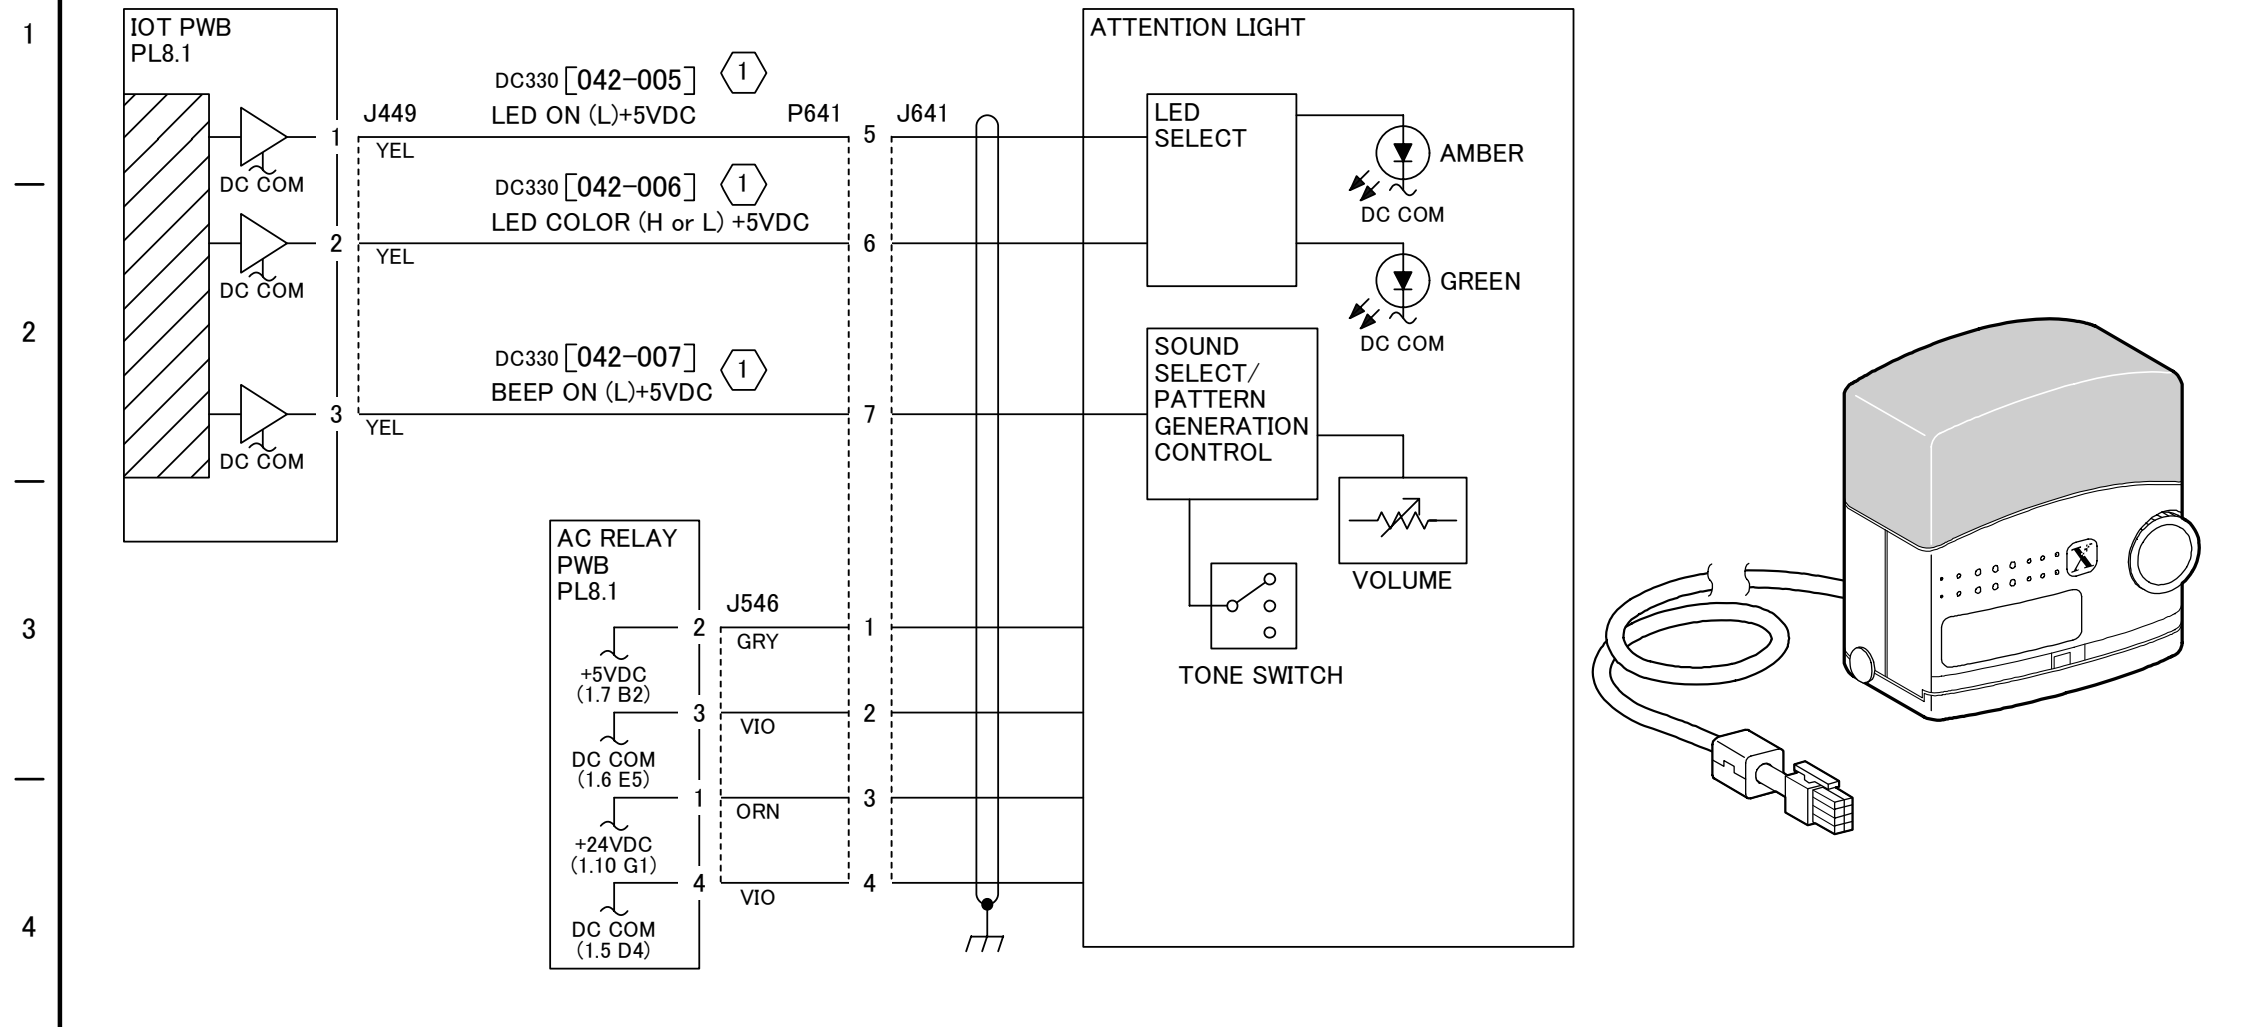 1
2
3
4
IOT PWB
PL8.1
DC COM
DC COM
DC COM
1
2
3
J449
YEL
YEL
YEL
DC330 [042-005]
1
LED ON (L)+5VDC
DC330 [042-006]
1
LED COLOR (H or L) +5VDC
DC330 [042-007]
1
BEEP ON (L)+5VDC
P641
J641
5
6
7
1
2
3
4
AC RELAY
PWB
PL8.1
+5VDC
(1.7 B2)
DC COM
(1.6 E5)
+24VDC
(1.10 G1)
DC COM
(1.5 D4)
2
3
1
4
J546
GRY
VIO
ORN
VIO
ATTENTION LIGHT
LED
SELECT
AMBER
DC COM
GREEN
DC COM
SOUND
SELECT/
PATTERN
GENERATION
CONTROL
VOLUME
TONE SWITCH
X